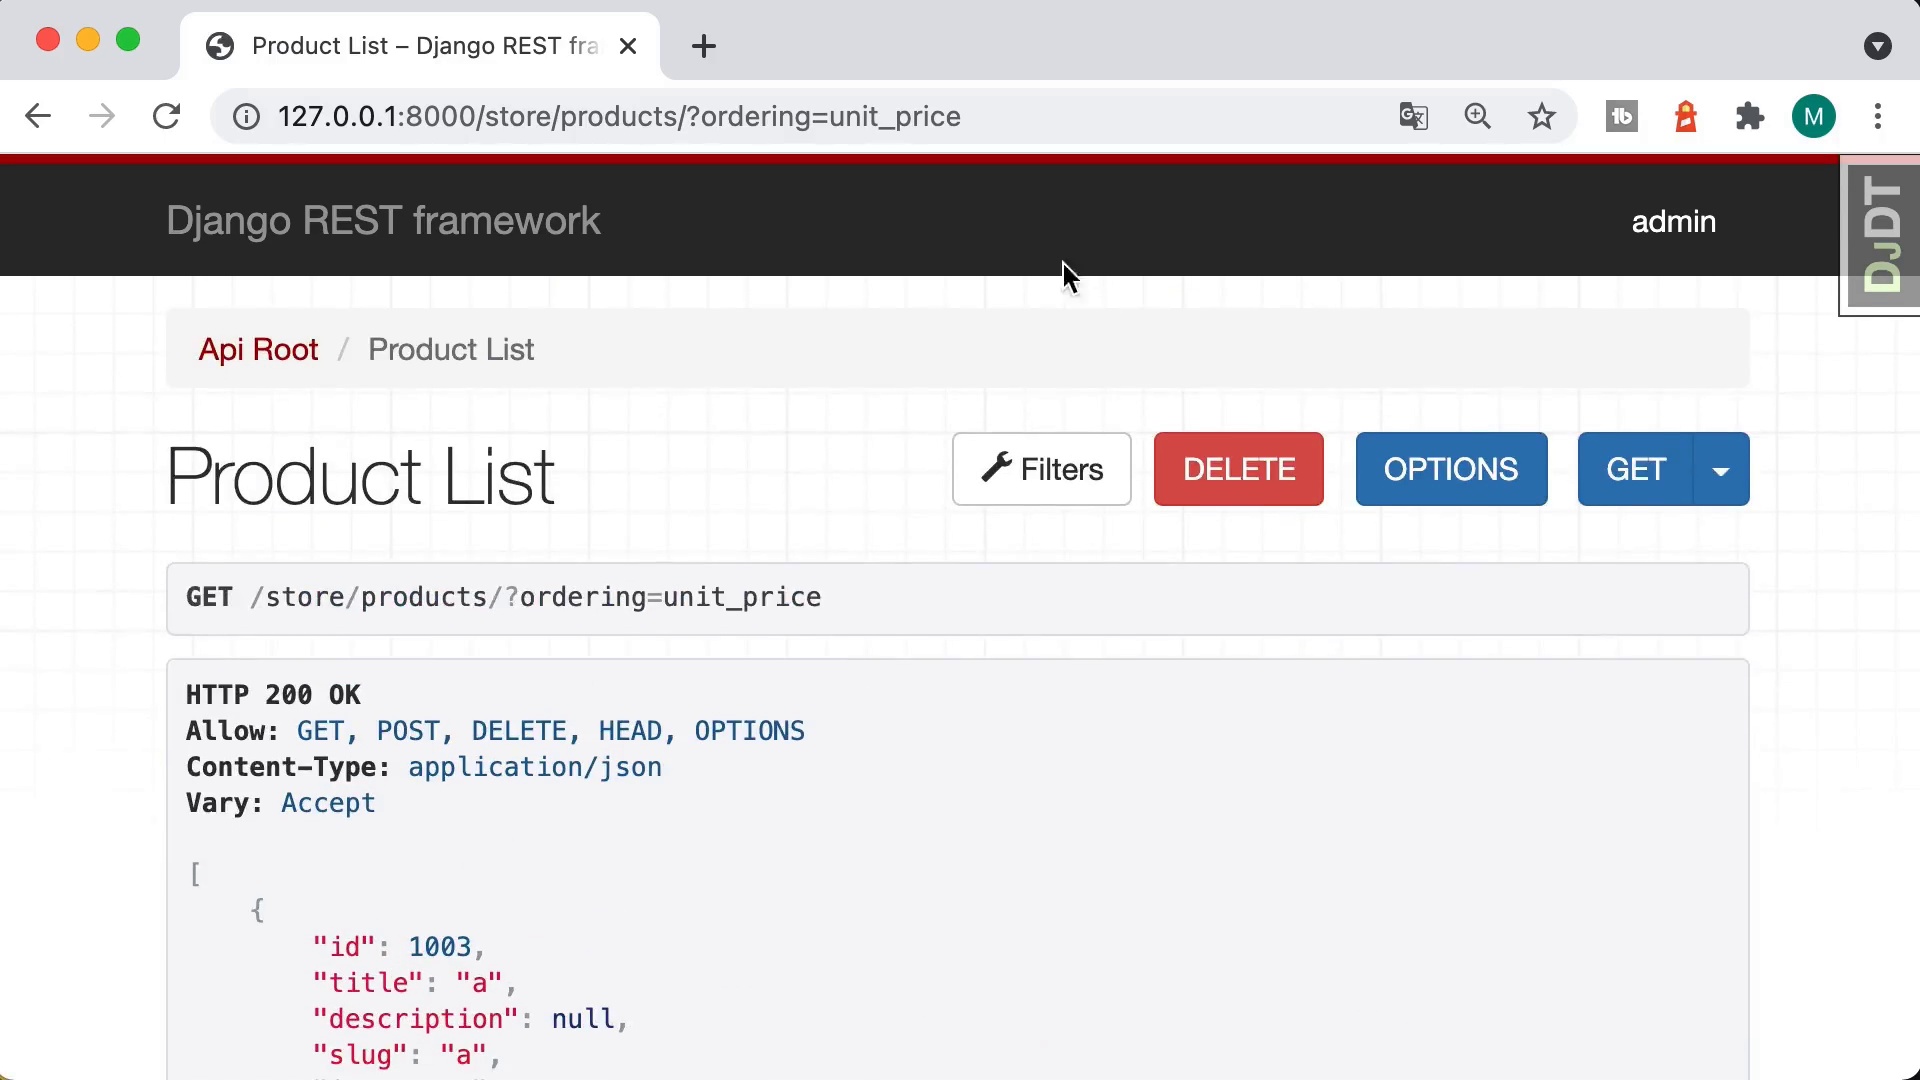 Product List – Django REST fra
127.0.0.1:8000/store/products/?ordering=unit_price
M
Django REST framework
admin
DJDT
Api Root / Product List
Product List
Filters
DELETE
OPTIONS
GET
GET /store/products/?ordering=unit_price
HTTP 200 OK
Allow: GET, POST, DELETE, HEAD, OPTIONS
Content-Type: application/json
Vary: Accept
[
{
"id": 1003,
"title": "a",
"description": null,
"slug": "a",